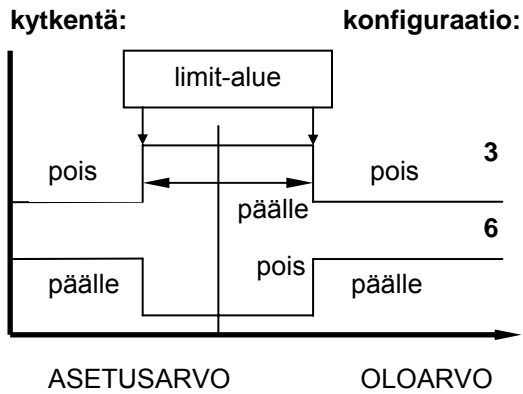 kytkentä: konfiguraatio:
limit-alue
3
pois pois
päälle
6
pois
päälle päälle
ASETUSARVO OLOARVO